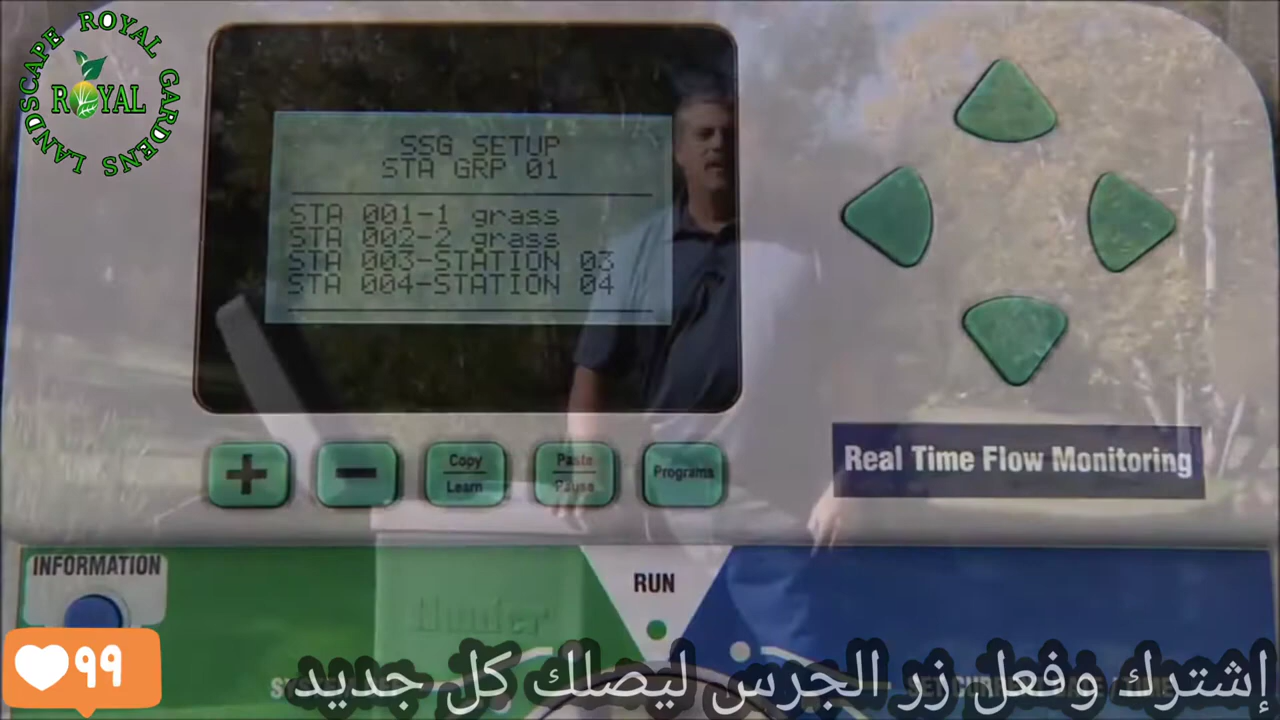 LANDSCAPE ROYAL GARDENS
ROYAL
SSG SETUP
STA GRP 01
STA 001-1 grass
STA 002-2 grass
STA 003-STATION 03
STA 004-STATION 04
+ −
Copy
Learn
Paste
Pause
Programs
Real Time Flow Monitoring
INFORMATION
RUN
Hunter
99
إشترك وفعل زر الجرس ليصلك كل جديد